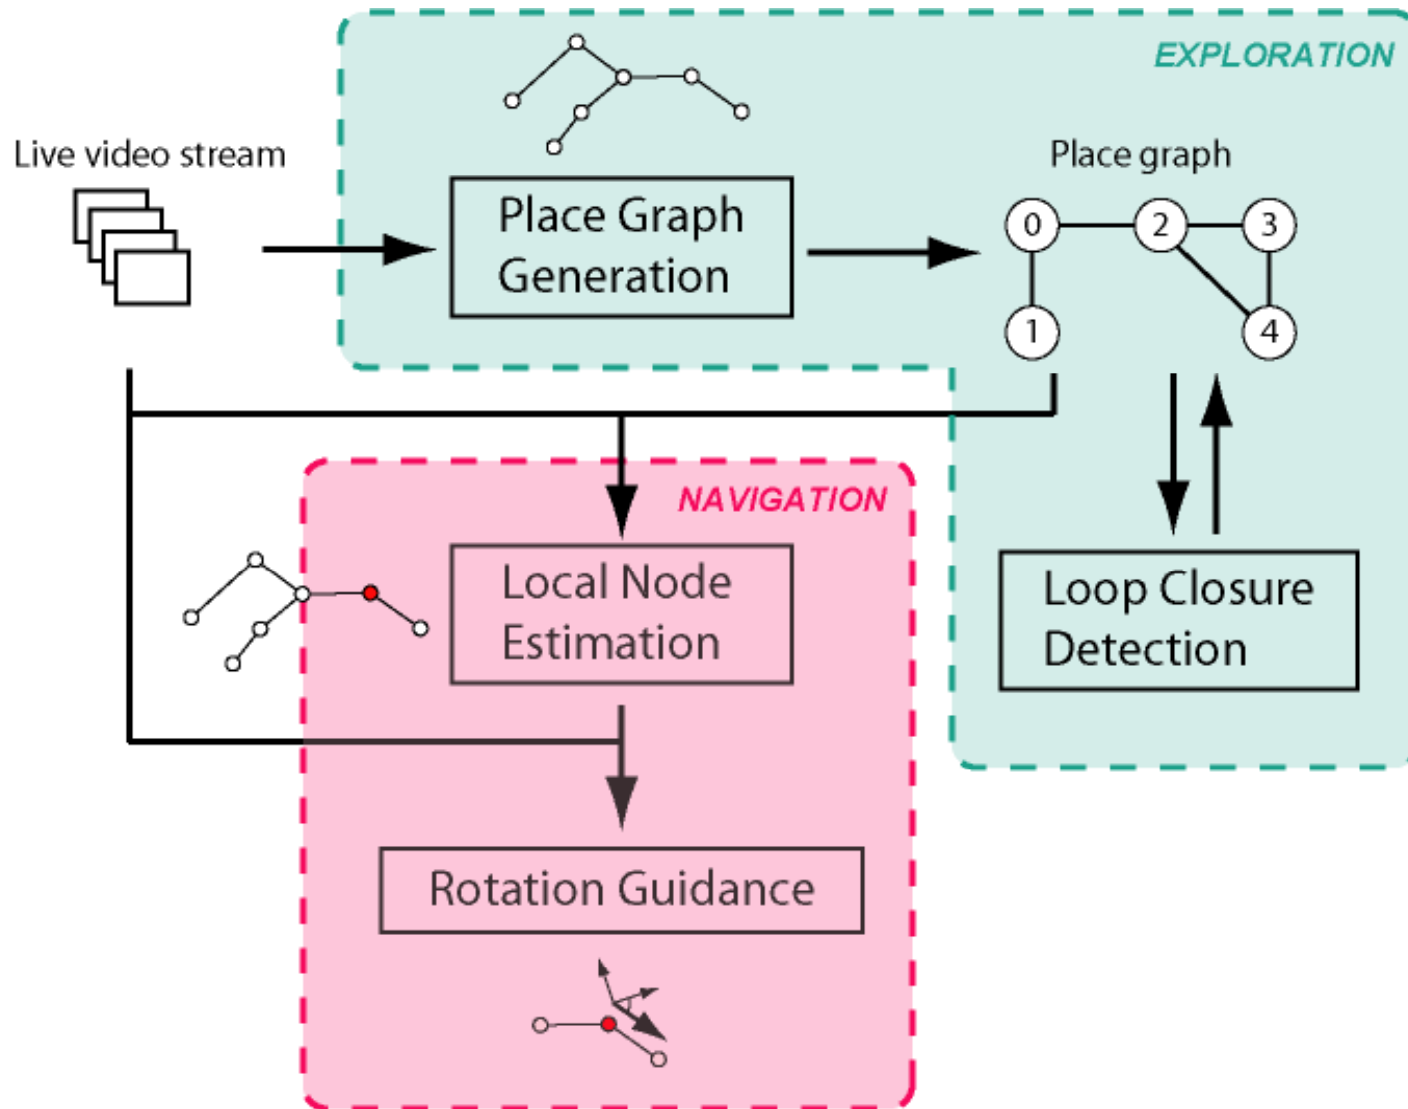 EXPLORATION
Live video stream
Place Graph
Generation
Place graph
0
2
3
1
4
NAVIGATION
Local Node
Estimation
Loop Closure
Detection
Rotation Guidance